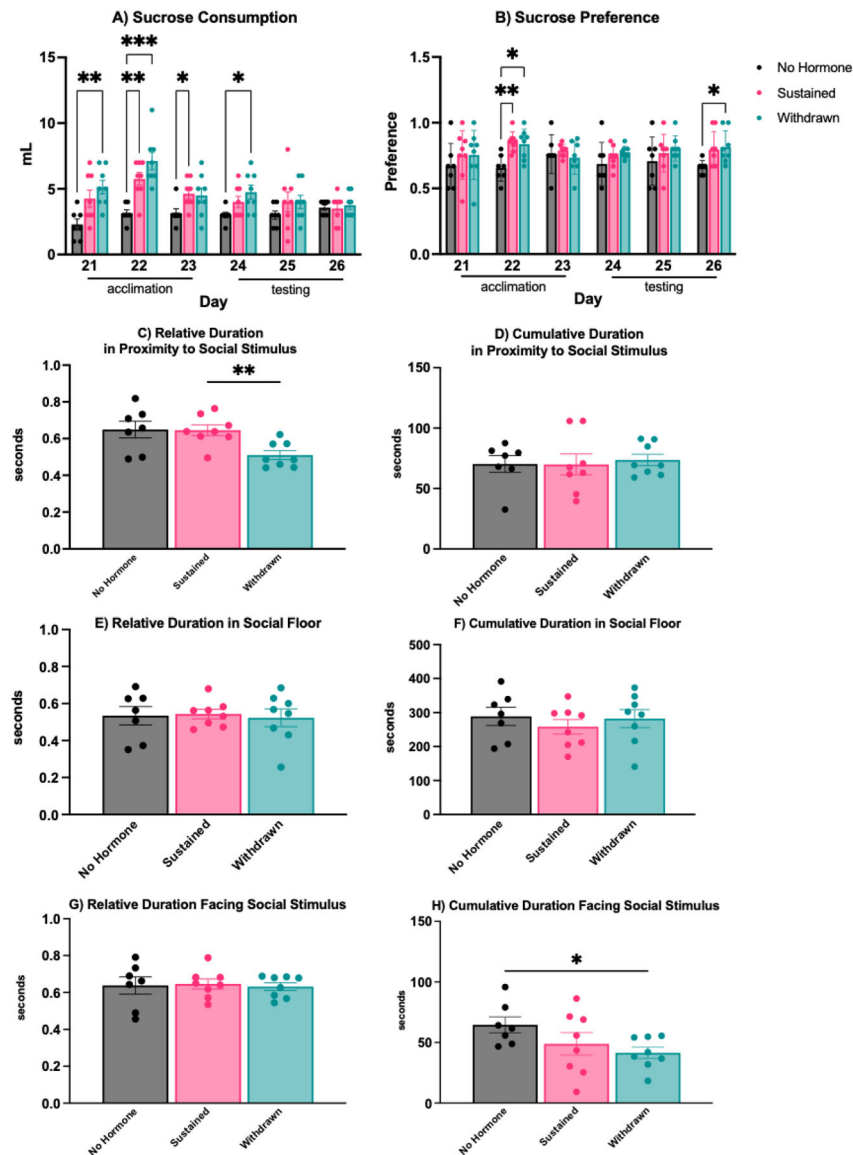 A) Sucrose Consumption
mL
15
10
5
0
** *** ** * *
21 22 23 24 25 26
acclimation testing
Day
B) Sucrose Preference
Preference
1.5
1.0
0.5
0.0
** * *
21 22 23 24 25 26
acclimation testing
Day
No Hormone
Sustained
Withdrawn
C) Relative Duration
in Proximity to Social Stimulus
seconds
1.0
0.8
0.6
0.4
0.2
0.0
**
No Hormone Sustained Withdrawn
D) Cumulative Duration
in Proximity to Social Stimulus
seconds
150
100
50
0
No Hormone Sustained Withdrawn
E) Relative Duration in Social Floor
seconds
1.0
0.8
0.6
0.4
0.2
0.0
No Hormone Sustained Withdrawn
F) Cumulative Duration in Social Floor
seconds
500
400
300
200
100
0
No Hormone Sustained Withdrawn
G) Relative Duration Facing Social Stimulus
seconds
1.0
0.8
0.6
0.4
0.2
0.0
No Hormone Sustained Withdrawn
H) Cumulative Duration Facing Social Stimulus
seconds
150
100
50
0
*
No Hormone Sustained Withdrawn